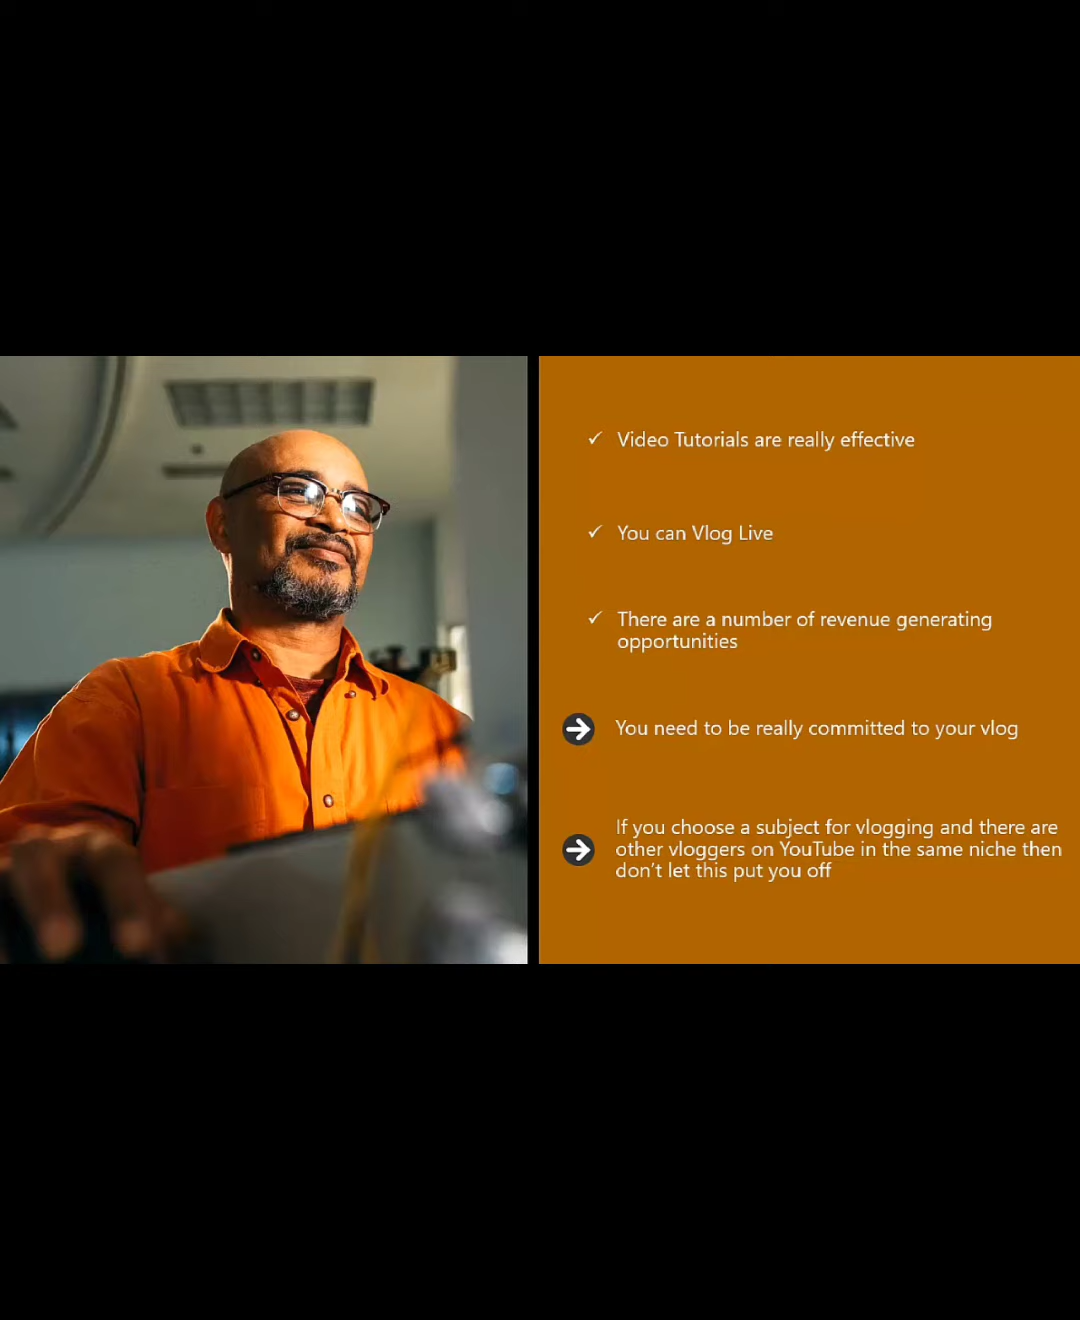 Video Tutorials are really effective
You can Vlog Live
There are a number of revenue generating
opportunities
You need to be really committed to your vlog
If you choose a subject for vlogging and there are
other vloggers on YouTube in the same niche then
don't let this put you off